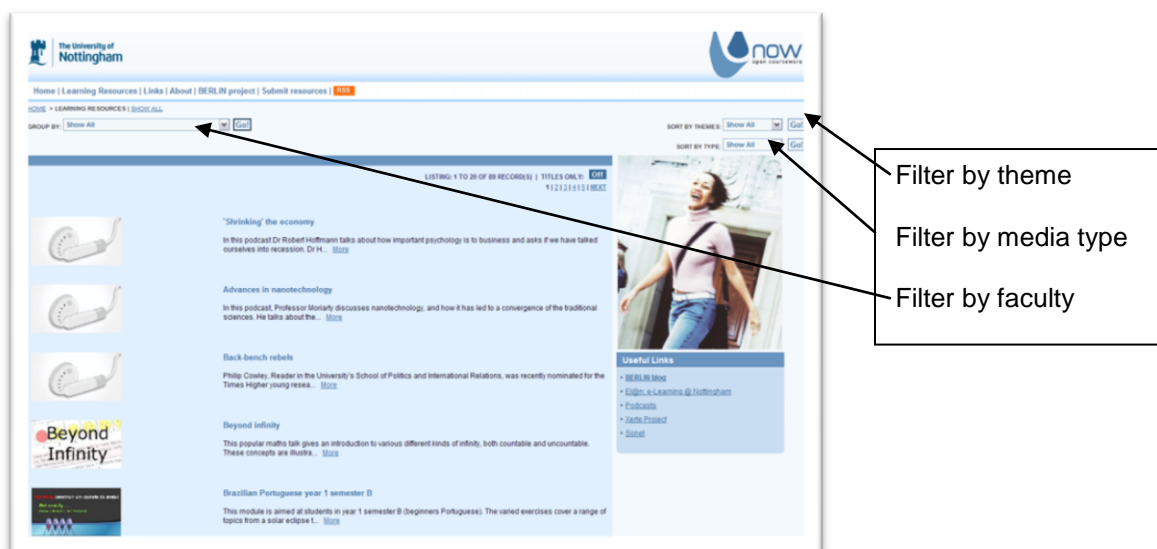 The University of
Nottingham
now
open courseware
Home | Learning Resources | Links | About | BERLiN project | Submit resources | RSS
HOME > LEARNING RESOURCES | SHOW ALL
GROUP BY: Show All Go!
SORT BY THEMES: Show All Go!
SORT BY TYPE: Show All Go!
Filter by theme
Filter by media type
Filter by faculty
LISTING: 1 TO 20 OF 89 RECORD(S) | TITLES ONLY: Off
1 | 2 | 3 | 4 | 5 | NEXT
'Shrinking' the economy
In this podcast Dr Robert Hoffmann talks about how important psychology is to business and asks if we have talked
ourselves into recession. Dr H... More
Advances in nanotechnology
In this podcast, Professor Moriarty discusses nanotechnology, and how it has led to a convergence of the traditional
sciences. He talks about the... More
Back-bench rebels
Philip Cowley, Reader in the University's School of Politics and International Relations, was recently nominated for the
Times Higher young resea... More
Beyond
Infinity
Beyond infinity
This popular maths talk gives an introduction to various different kinds of infinity, both countable and uncountable.
These concepts are illustra... More
Brazilian Portuguese year 1 semester B
This module is aimed at students in year 1 semester B (beginners Portuguese). The varied exercises cover a range of
topics from a solar eclipse t... More
Useful Links
BERLiN blog
El@n: e-Learning @ Nottingham
Podcasts
Xerte Project
Sonet